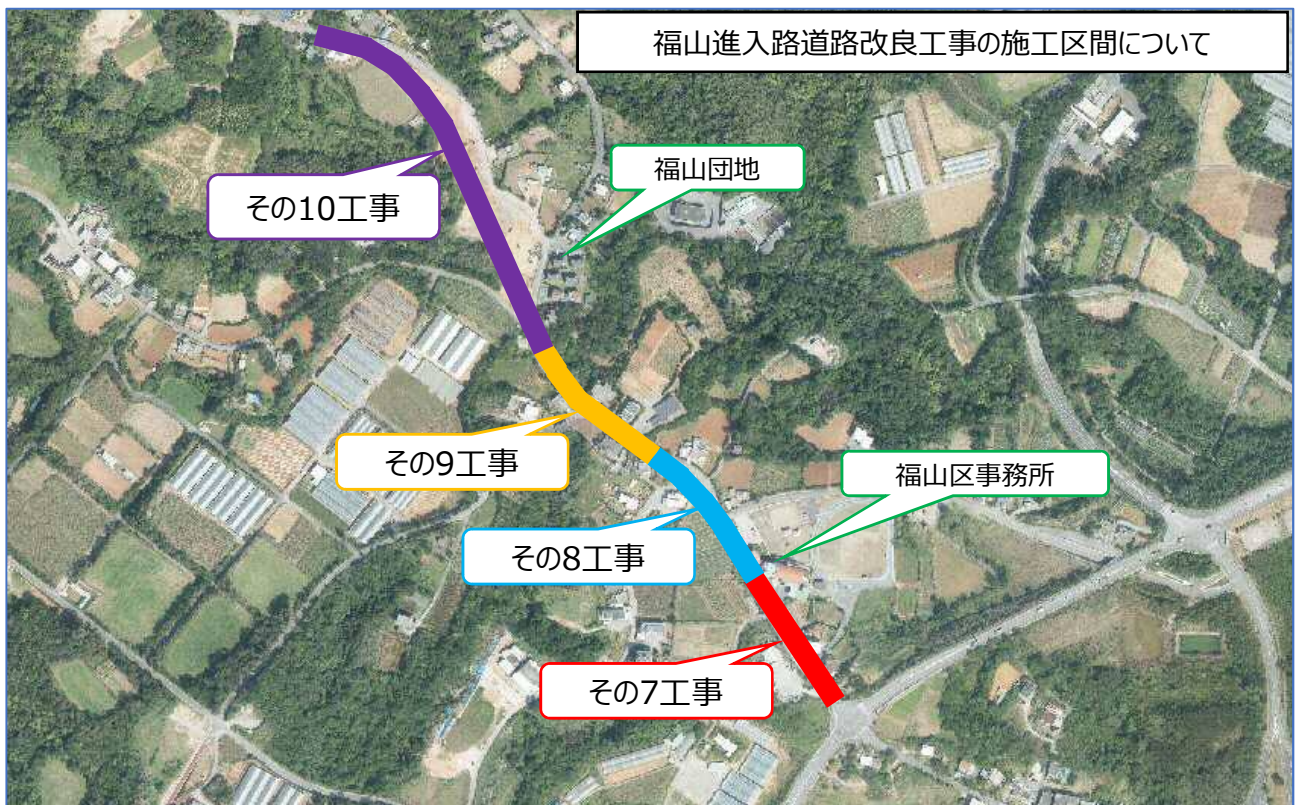 福山進入路道路改良工事の施工区間について
福山団地
その10工事
その9工事
福山区事務所
その8工事
その7工事